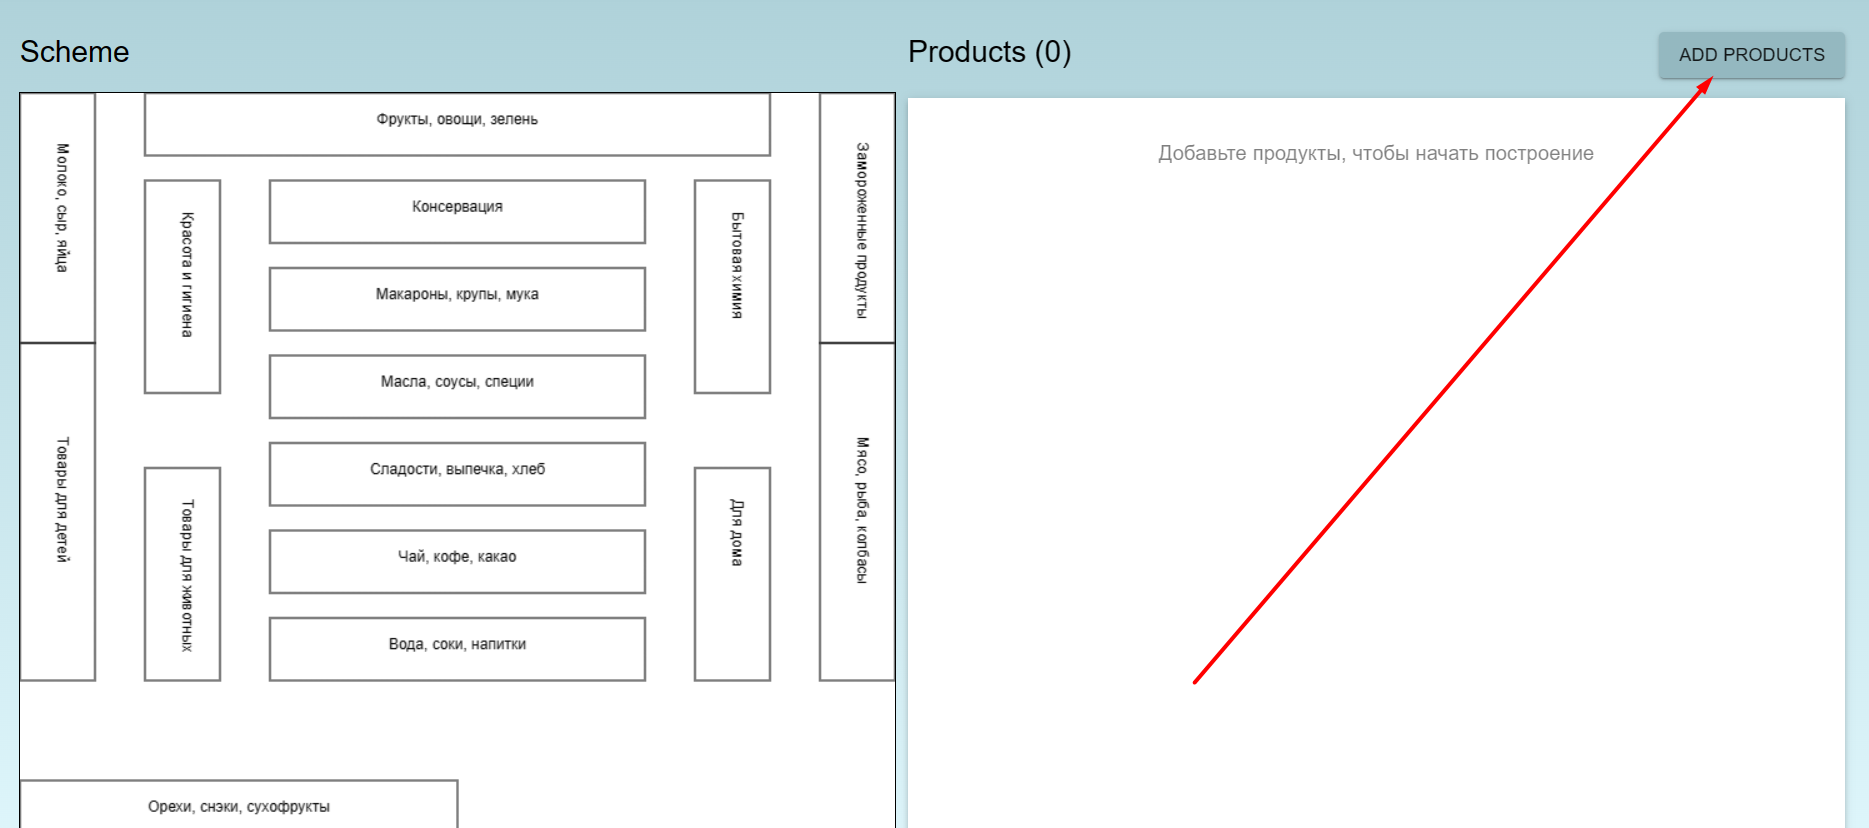 Scheme
Products (0)
ADD PRODUCTS
Добавьте продукты, чтобы начать построение
Фрукты, овощи, зелень
Молоко, сыр, яйца
Замороженные продукты
Красота и гигиена
Консервация
Бытовая химия
Макароны, крупы, мука
Масла, соусы, специи
Товары для детей
Сладости, выпечка, хлеб
Мясо, рыба, колбасы
Товары для животных
Для дома
Чай, кофе, какао
Вода, соки, напитки
Орехи, снэки, сухофрукты